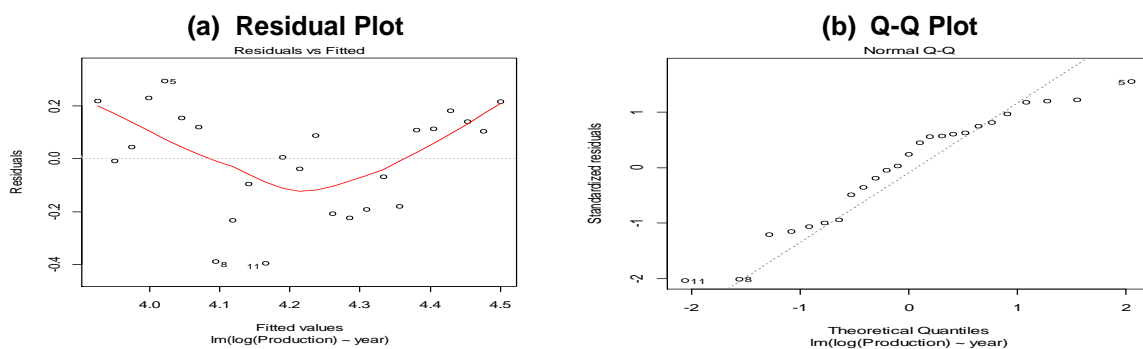 (a) Residual Plot
Residuals vs Fitted
Residuals
0.2
0.0
-0.2
-0.4
5
8
11
4.0
4.1
4.2
4.3
4.4
4.5
Fitted values
lm(log(Production) ~ year)
(b) Q-Q Plot
Normal Q-Q
Standardized residuals
1
0
-1
-2
5
11
8
-2
-1
0
1
2
Theoretical Quantiles
lm(log(Production) ~ year)